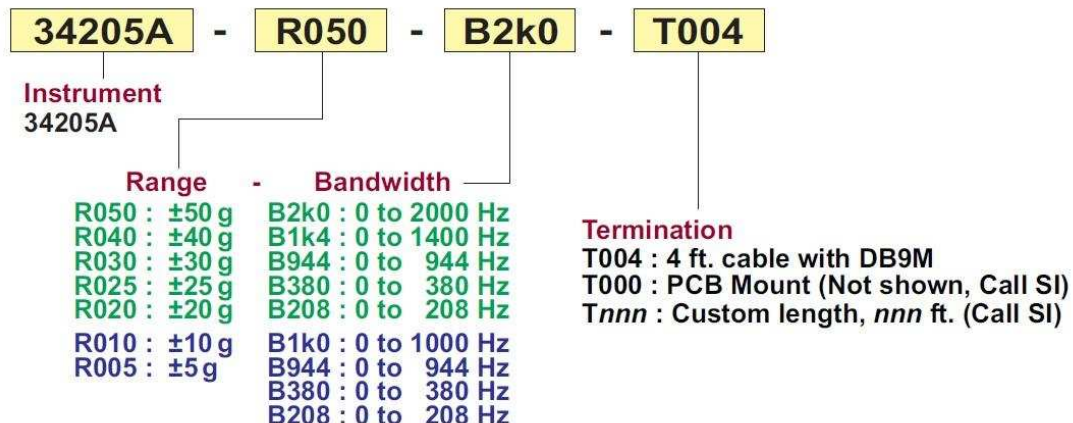 34205A - R050 - B2k0 - T004
Instrument
34205A
Range - Bandwidth
R050 : ±50 g B2k0 : 0 to 2000 Hz
R040 : ±40 g B1k4 : 0 to 1400 Hz
R030 : ±30 g B944 : 0 to 944 Hz
R025 : ±25 g B380 : 0 to 380 Hz
R020 : ±20 g B208 : 0 to 208 Hz
R010 : ±10 g B1k0 : 0 to 1000 Hz
R005 : ±5 g B944 : 0 to 944 Hz
B380 : 0 to 380 Hz
B208 : 0 to 208 Hz
Termination
T004 : 4 ft. cable with DB9M
T000 : PCB Mount (Not shown, Call SI)
Tnnn : Custom length, nnn ft. (Call SI)